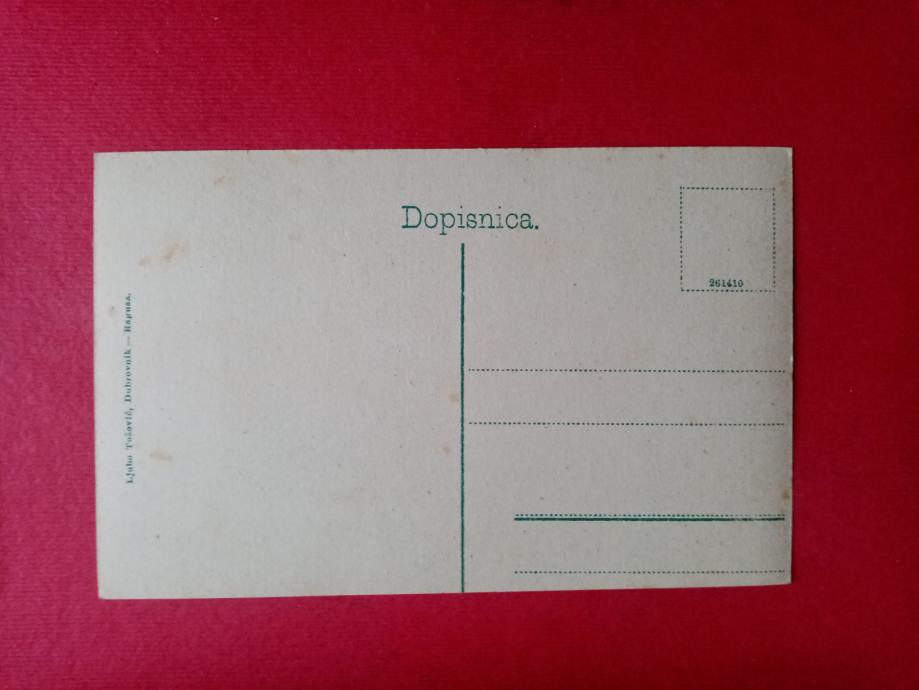 Dopisnica.
261410
Ljubo Tošović, Dubrovnik — Ragusa.